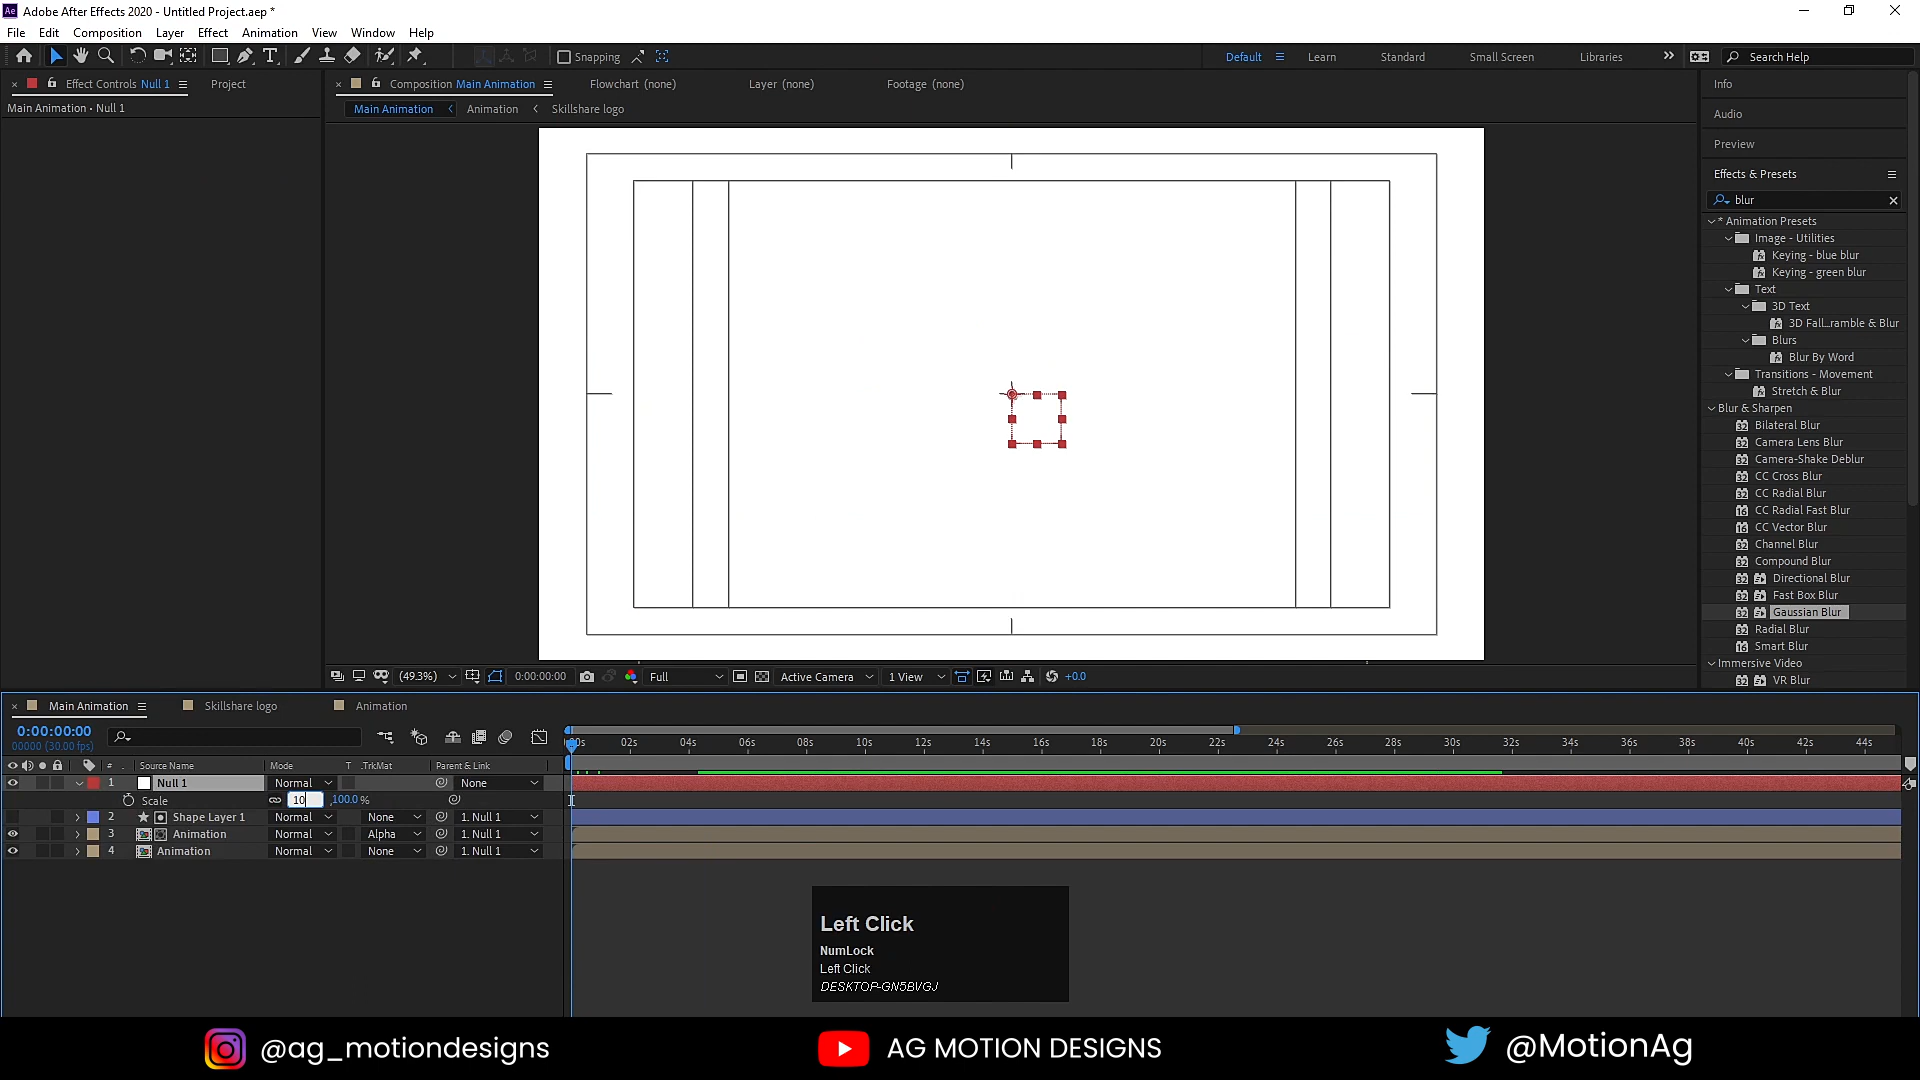 Adobe After Effects 2020 - Untitled Project.aep *
File Edit Composition Layer Effect Animation View Window Help
Snapping
Default Learn Standard Small Screen Libraries Search Help
Effect Controls Null 1 Project
Main Animation • Null 1
Composition Main Animation Flowchart (none) Layer (none) Footage (none)
Main Animation Animation Skillshare logo
Info
Audio
Preview
Effects & Presets
blur
* Animation Presets
Image - Utilities
Keying - blue blur
Keying - green blur
Text
3D Text
3D Fall...ramble & Blur
Blurs
Blur By Word
Transitions - Movement
Stretch & Blur
Blur & Sharpen
Bilateral Blur
Camera Lens Blur
Camera-Shake Deblur
CC Cross Blur
CC Radial Blur
CC Radial Fast Blur
CC Vector Blur
Channel Blur
Compound Blur
Directional Blur
Fast Box Blur
Gaussian Blur
Radial Blur
Smart Blur
Immersive Video
VR Blur
(49.3%) 0:00:00:00 Full Active Camera 1 View +0.0
Main Animation Skillshare logo Animation
0:00:00:00
00000 (30.00 fps)
02s 04s 06s 08s 10s 12s 14s 16s 18s 20s 22s 24s 26s 28s 30s 32s 34s 36s 38s 40s 42s 44s
# Source Name Mode T .TrkMat Parent & Link
1 Null 1 Normal None
Scale 10 ,100.0 %
2 Shape Layer 1 Normal None 1. Null 1
3 Animation Normal Alpha 1. Null 1
4 Animation Normal None 1. Null 1
Left Click
NumLock
Left Click
DESKTOP-GN5BVGJ
@ag_motiondesigns AG MOTION DESIGNS @MotionAg